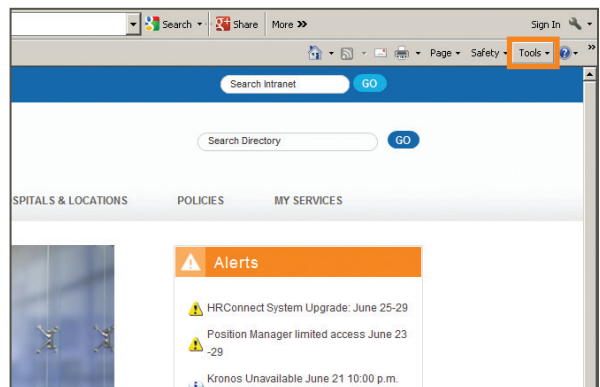 Search Share More » Sign In
Page Safety Tools »
Search Intranet GO
Search Directory GO
SPITALS & LOCATIONS POLICIES MY SERVICES
Alerts
HRConnect System Upgrade: June 25-29
Position Manager limited access June 23
-29
Kronos Unavailable June 21 10:00 p.m.